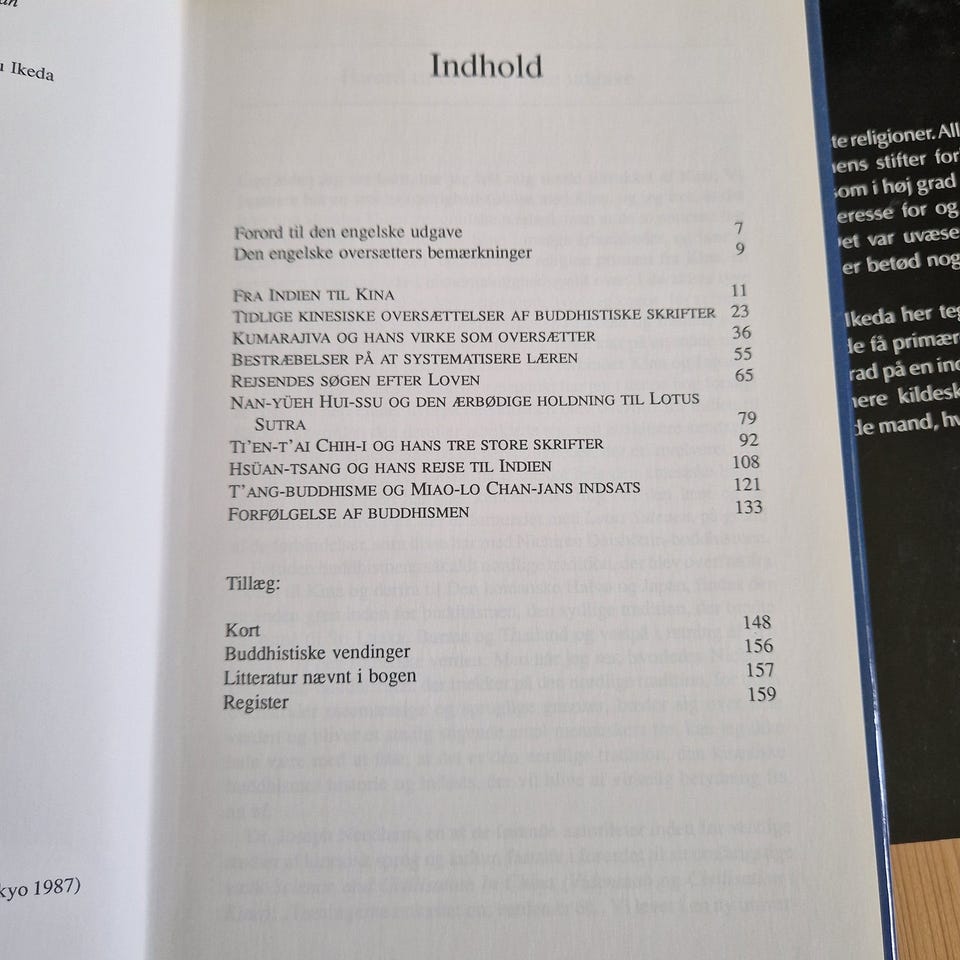 u Ikeda
kyo 1987)
Indhold
Forord til den engelske udgave 7
Den engelske oversætters bemærkninger 9
FRA INDIEN TIL KINA 11
TIDLIGE KINESISKE OVERSÆTTELSER AF BUDDHISTISKE SKRIFTER 23
KUMARAJIVA OG HANS VIRKE SOM OVERSÆTTER 36
BESTRÆBELSER PÅ AT SYSTEMATISERE LÆREN 55
REJSENDES SØGEN EFTER LOVEN 65
NAN-YÜEH HUI-SSU OG DEN ÆRBØDIGE HOLDNING TIL LOTUS
SUTRA 79
TI'EN-T'AI CHIH-I OG HANS TRE STORE SKRIFTER 92
HSÜAN-TSANG OG HANS REJSE TIL INDIEN 108
T'ANG-BUDDHISME OG MIAO-LO CHAN-JANS INDSATS 121
FORFØLGELSE AF BUDDHISMEN 133
Tillæg:
Kort 148
Buddhistiske vendinger 156
Litteratur nævnt i bogen 157
Register 159
te religioner. All
ens stifter for
om i høj grad
eresse for og
et var uvæse
er betød nog
Ikeda her teg
le få primær
rad på en ind
nere kildesk
de mand, hv